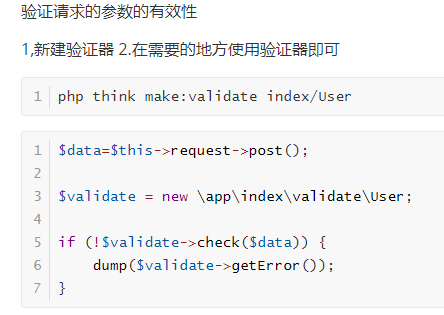 验证请求的参数的有效性
1,新建验证器 2.在需要的地方使用验证器即可
1 php think make:validate index/User
1 $data=$this->request->post();
2
3 $validate = new \app\index\validate\User;
4
5 if (!$validate->check($data)) {
6     dump($validate->getError());
7 }